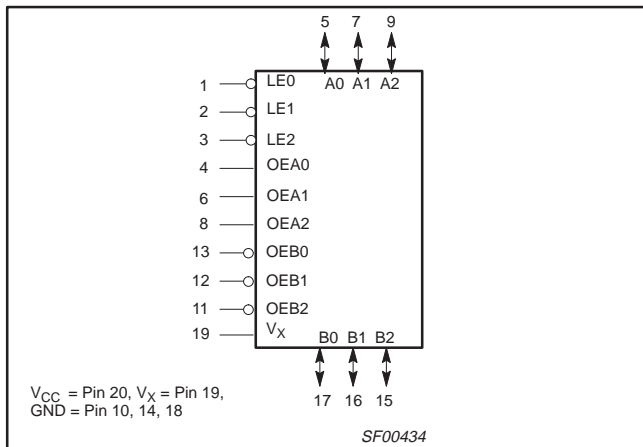 5 7 9
A0 A1 A2
1 LE0
2 LE1
3 LE2
4 OEA0
6 OEA1
8 OEA2
13 OEB0
12 OEB1
11 OEB2
19 VX
B0 B1 B2
17 16 15
VCC = Pin 20, VX = Pin 19,
GND = Pin 10, 14, 18
SF00434